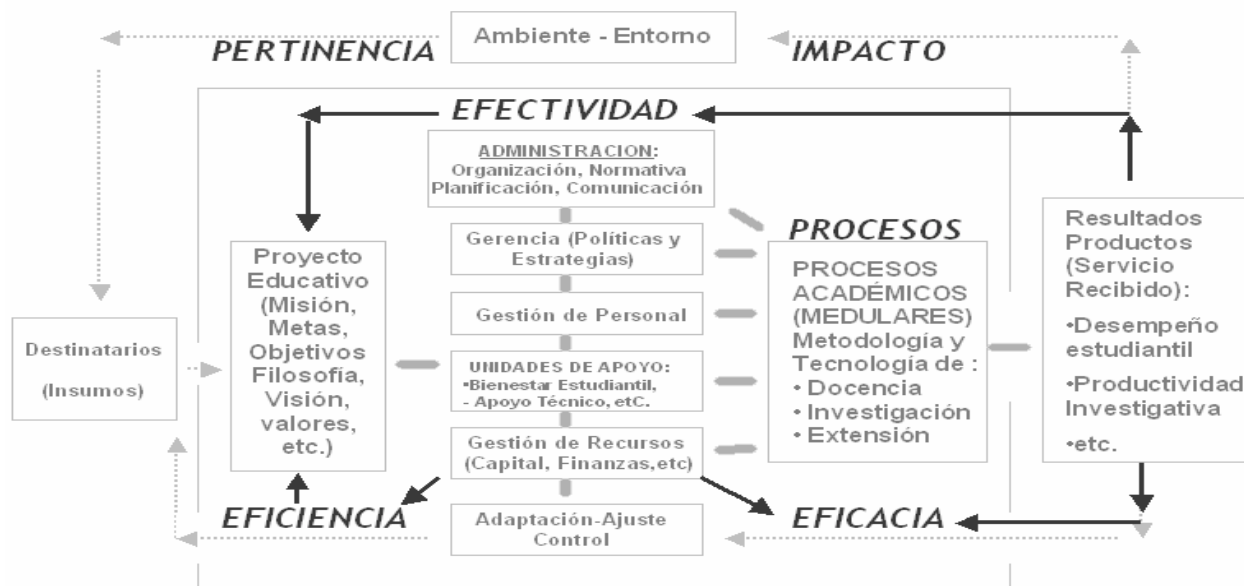 Ambiente - Entorno
PERTINENCIA
IMPACTO
EFECTIVIDAD
ADMINISTRACION:
Organización, Normativa
Planificación, Comunicación
Gerencia (Políticas y
Estrategias)
Gestión de Personal
UNIDADES DE APOYO:
•Bienestar Estudiantil,
- Apoyo Técnico, etC.
Gestión de Recursos
(Capital, Finanzas,etc)
Adaptación-Ajuste
Control
Destinatarios
(Insumos)
Proyecto
Educativo
(Misión,
Metas,
Objetivos
Filosofía,
Visión,
valores,
etc.)
PROCESOS
PROCESOS
ACADÉMICOS
(MEDULARES)
Metodología y
Tecnología de :
• Docencia
• Investigación
• Extensión
Resultados
Productos
(Servicio
Recibido):
•Desempeño
estudiantil
•Productividad
Investigativa
•etc.
EFICIENCIA
EFICACIA